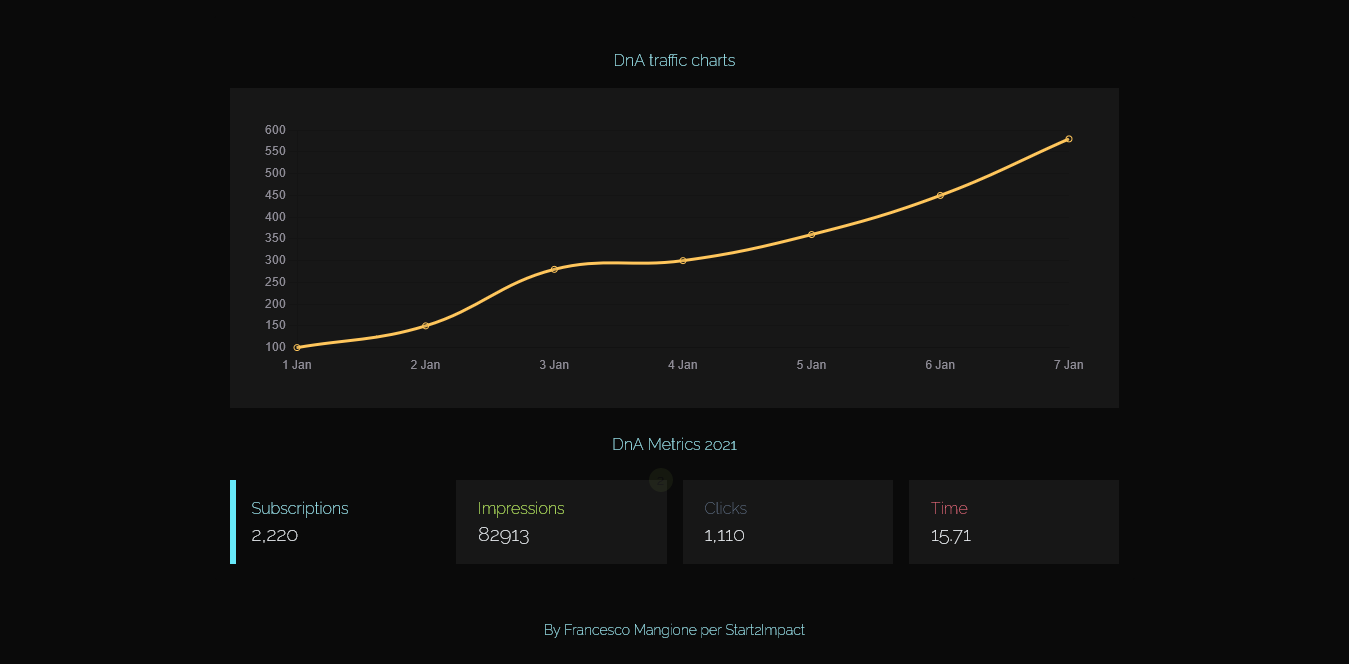 DnA traffic charts
600
550
500
450
400
350
300
250
200
150
100
1 Jan 2 Jan 3 Jan 4 Jan 5 Jan 6 Jan 7 Jan
DnA Metrics 2021
Subscriptions Impressions Clicks Time
2,220 82913 1,110 15.71
By Francesco Mangione per Start2Impact